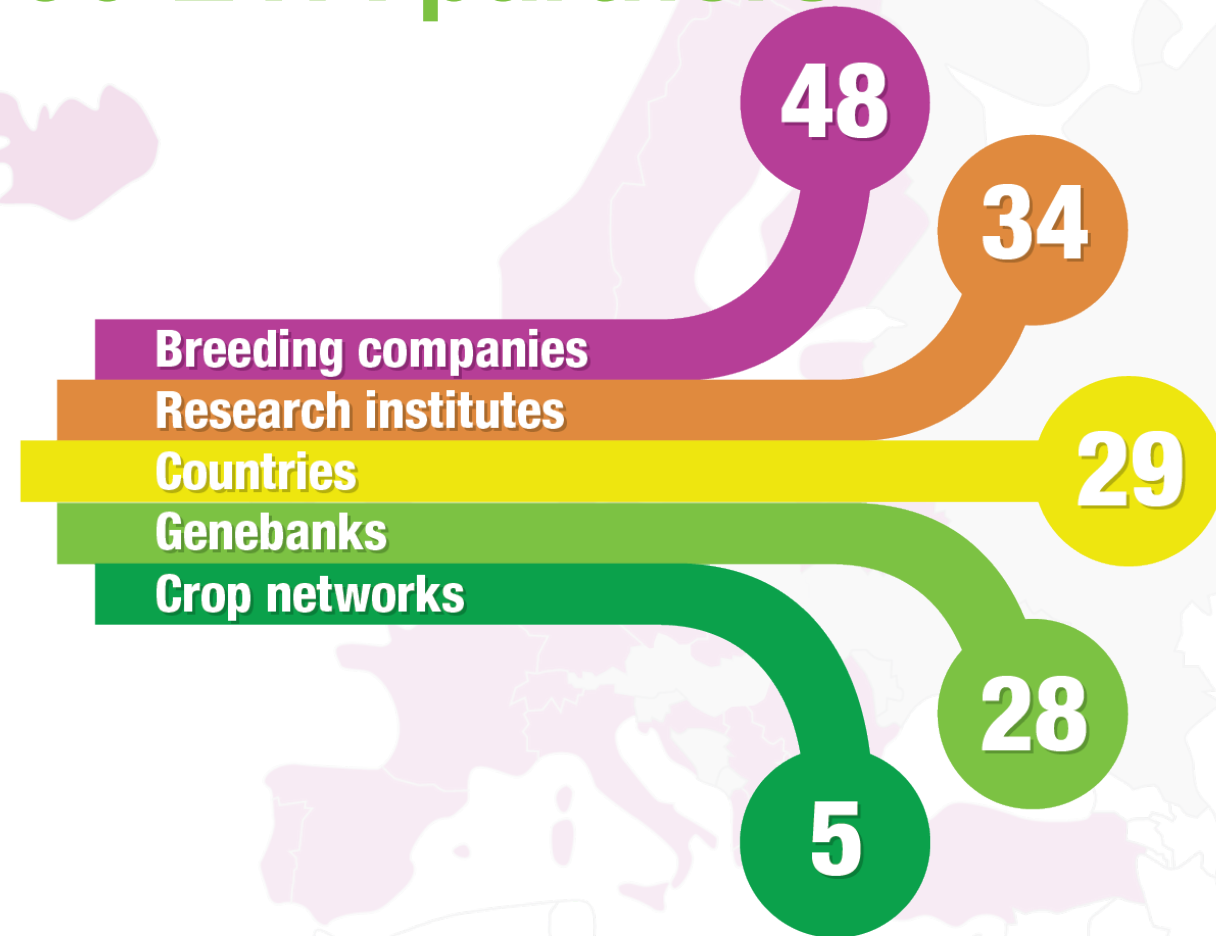 48
34
Breeding companies
Research institutes
Countries
29
Genebanks
Crop networks
28
5